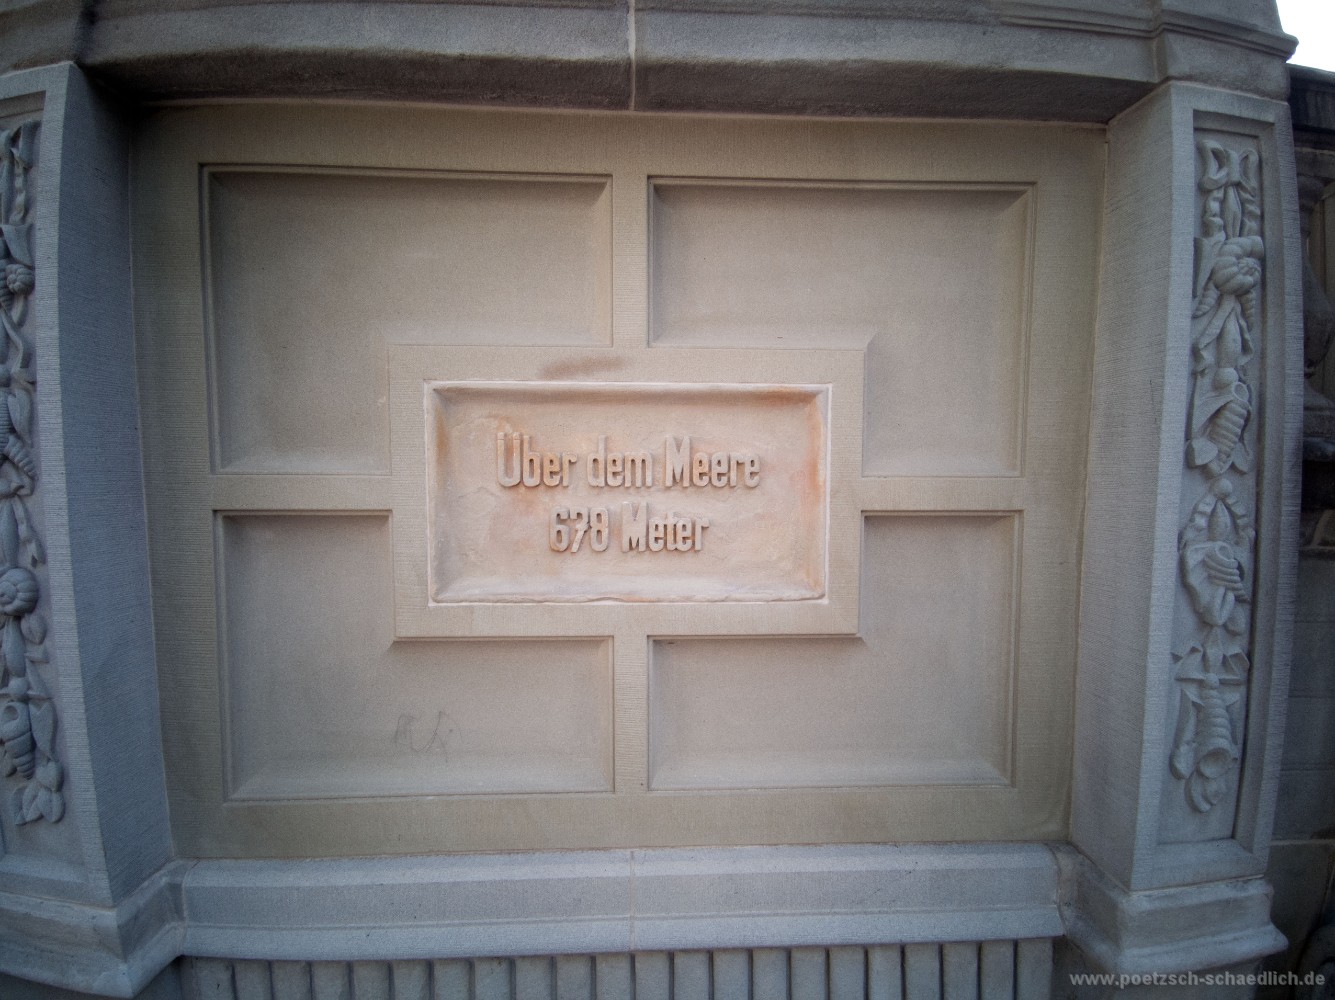 Über dem Meere
678 Meter
www.poetzsch-schaedlich.de